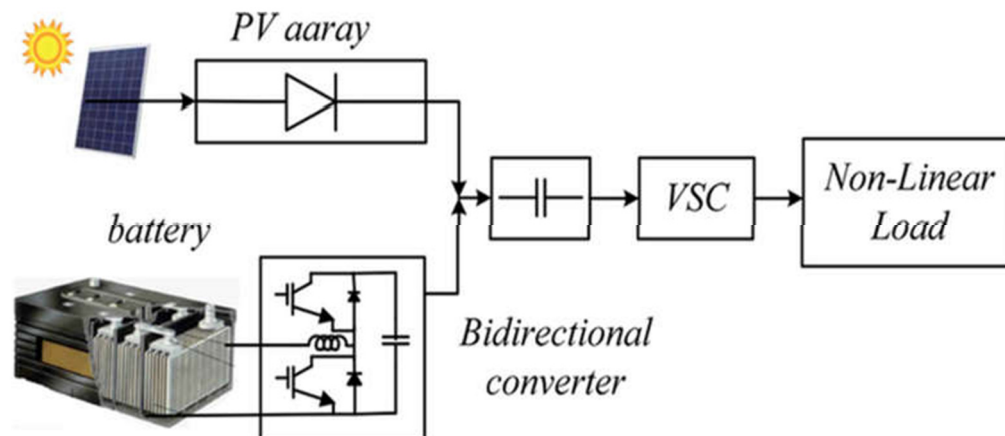 PV aaray
battery
VSC
Non-Linear
Load
Bidirectional
converter